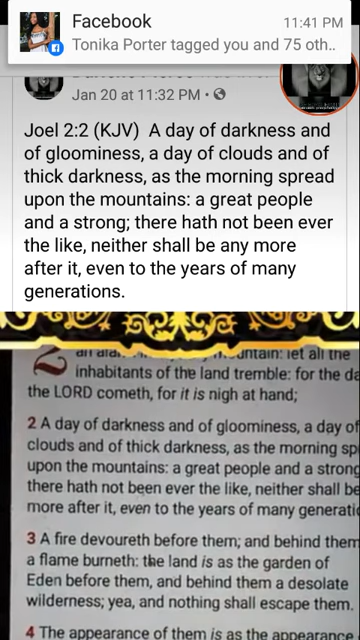 Facebook 11:41 PM
Tonika Porter tagged you and 75 oth..
Jan 20 at 11:32 PM •
Joel 2:2 (KJV)  A day of darkness and
of gloominess, a day of clouds and of
thick darkness, as the morning spread
upon the mountains: a great people
and a strong; there hath not been ever
the like, neither shall be any more
after it, even to the years of many
generations.
2 let all the
inhabitants of the land tremble: for the da
the LORD cometh, for it is nigh at hand;
2 A day of darkness and of gloominess, a day of
clouds and of thick darkness, as the morning spr
upon the mountains: a great people and a strong
there hath not been ever the like, neither shall be
more after it, even to the years of many generatio
3 A fire devoureth before them; and behind them
a flame burneth: the land is as the garden of
Eden before them, and behind them a desolate
wilderness; yea, and nothing shall escape them.
4 The appearance of them is as the appearance